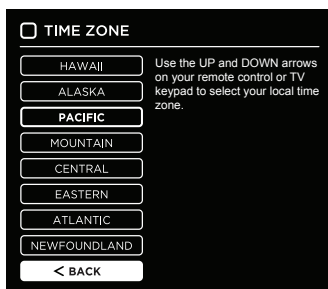 TIME ZONE
HAWAII
ALASKA
PACIFIC
MOUNTAIN
CENTRAL
EASTERN
ATLANTIC
NEWFOUNDLAND
< BACK
Use the UP and DOWN arrows
on your remote control or TV
keypad to select your local time
zone.